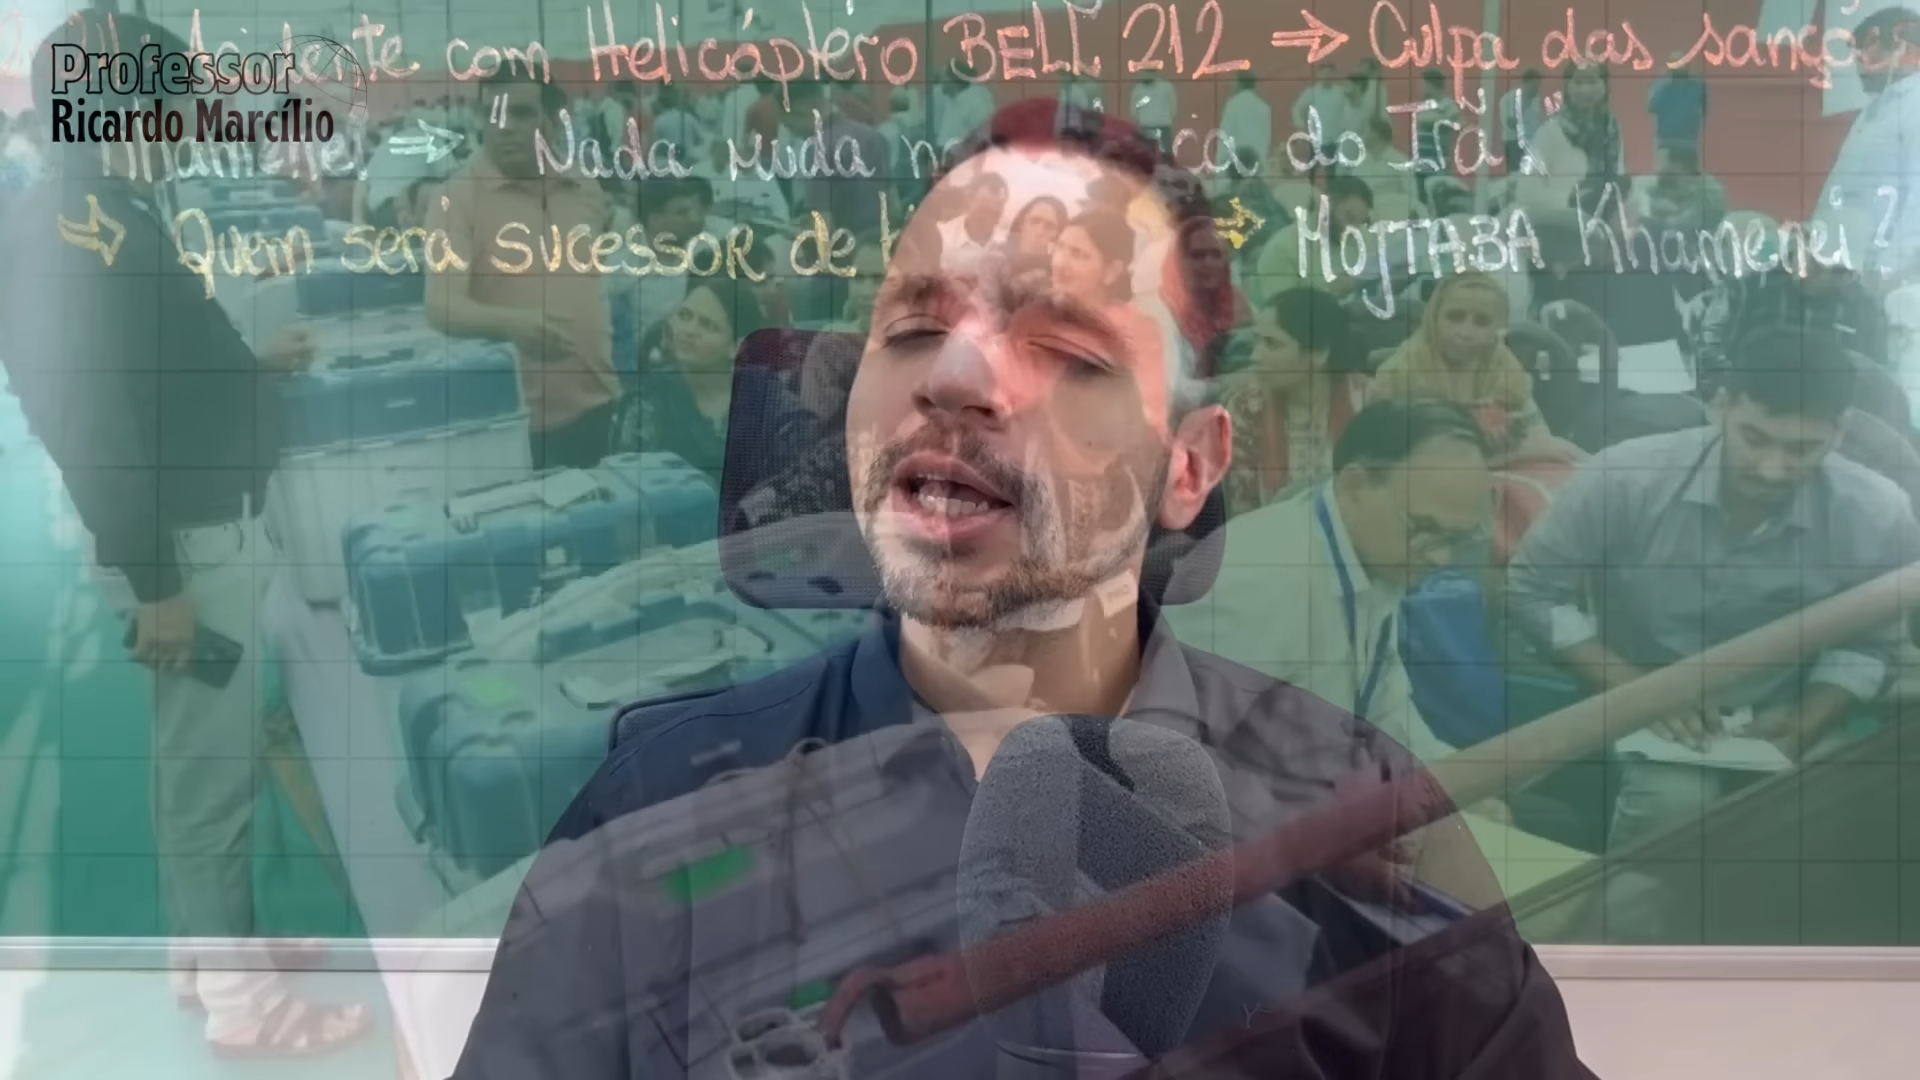 Professor
Ricardo Marcílio
com Helicóptero BELL 212 ⇒ Culpa das sanções
⇒ "Nada muda do Irã!"
⇒ Quem será sucessor de ⇒ MOJTABA Khamenei?